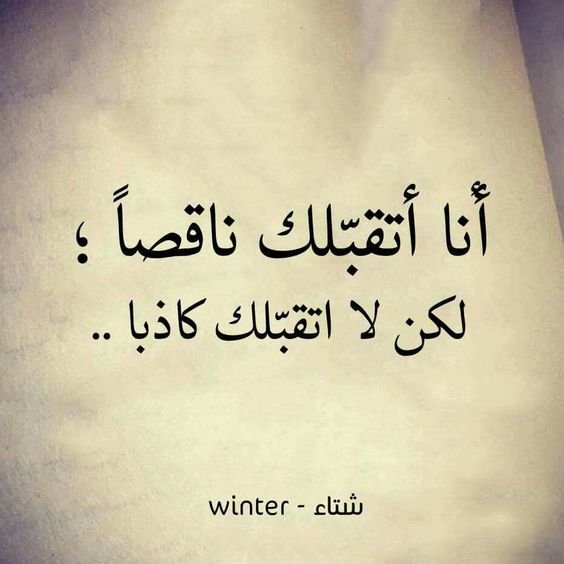 أنا أتقبّلك ناقصاً ؛
لكن لا اتقبّلك كاذبا ..
شتاء - winter